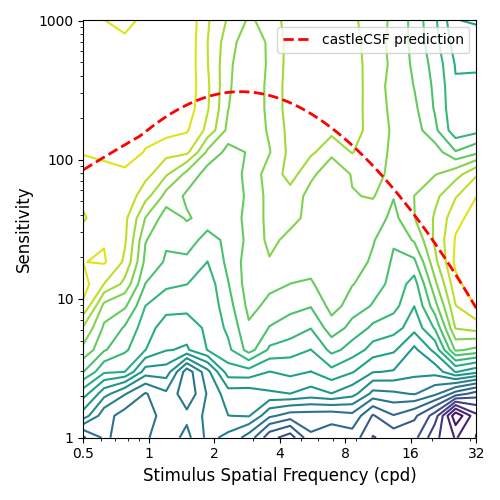 1000
castleCSF prediction
100
Sensitivity
10
1
0.5 1 2 4 8 16 32
Stimulus Spatial Frequency (cpd)